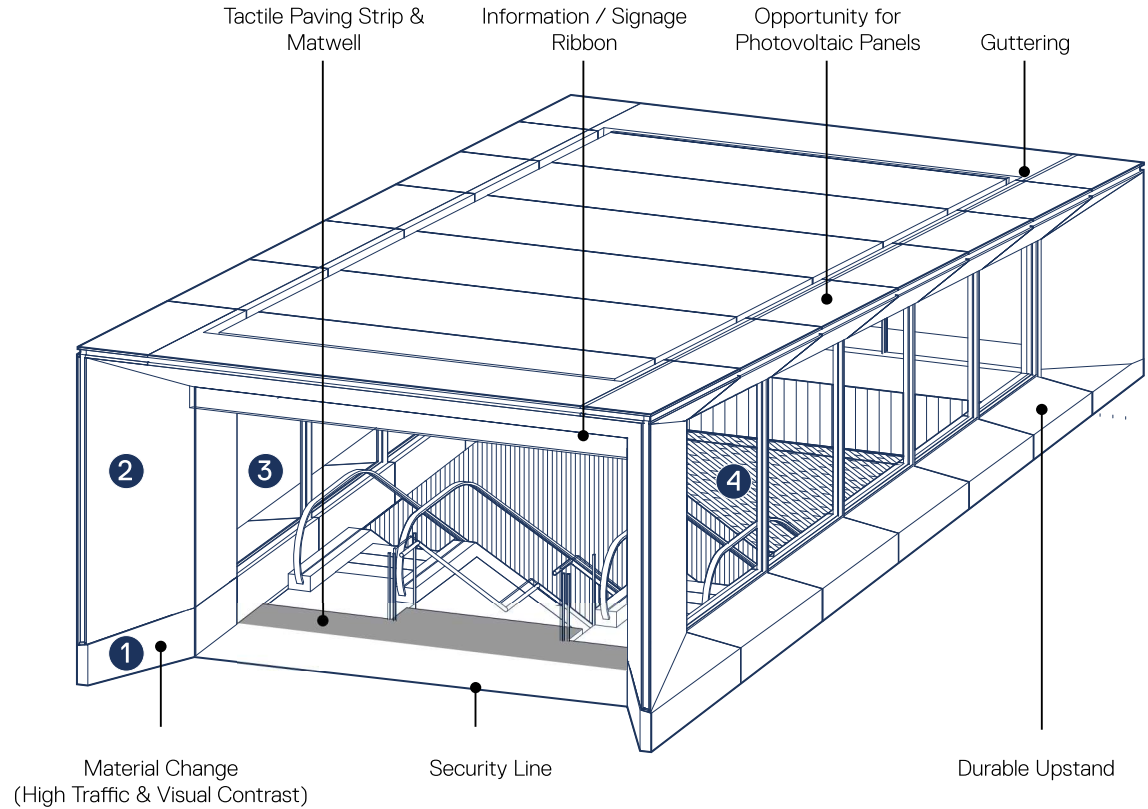 Tactile Paving Strip &
Matwell
Information / Signage
Ribbon
Opportunity for
Photovoltaic Panels
Guttering
2
3
4
1
Material Change
(High Traffic & Visual Contrast)
Security Line
Durable Upstand